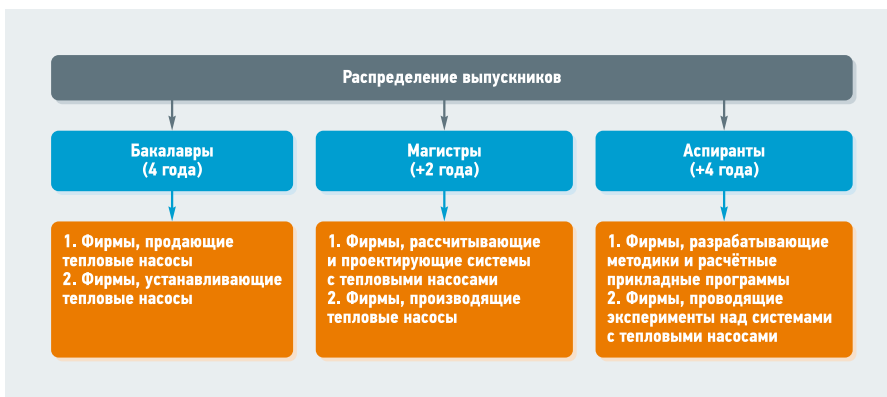 Распределение выпускников
Бакалавры
(4 года)
Магистры
(+2 года)
Аспиранты
(+4 года)
1. Фирмы, продающие
тепловые насосы
2. Фирмы, устанавливающие
тепловые насосы
1. Фирмы, рассчитывающие
и проектирующие системы
с тепловыми насосами
2. Фирмы, производящие
тепловые насосы
1. Фирмы, разрабатывающие
методики и расчётные
прикладные программы
2. Фирмы, проводящие
эксперименты над системами
с тепловыми насосами